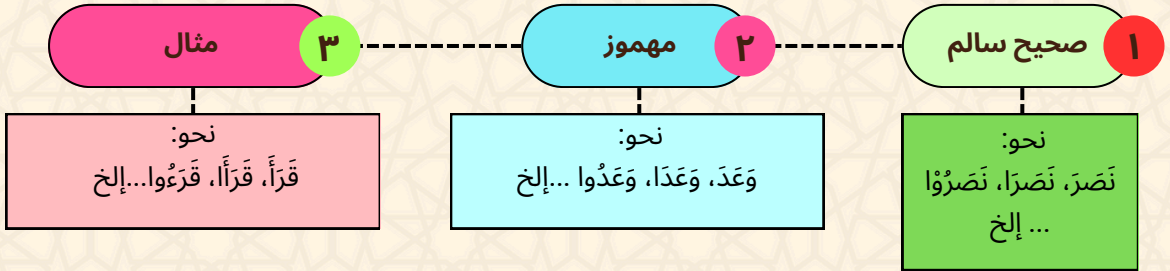 ١
صحيح سالم
٢
مهموز
٣
مثال
نحو:
نَصَرَ، نَصَرَا، نَصَرُوْا
... إلخ
نحو:
وَعَدَ، وَعَدَا، وَعَدُوا ...إلخ
نحو:
قَرَأَ، قَرَأَا، قَرَءُوا...إلخ